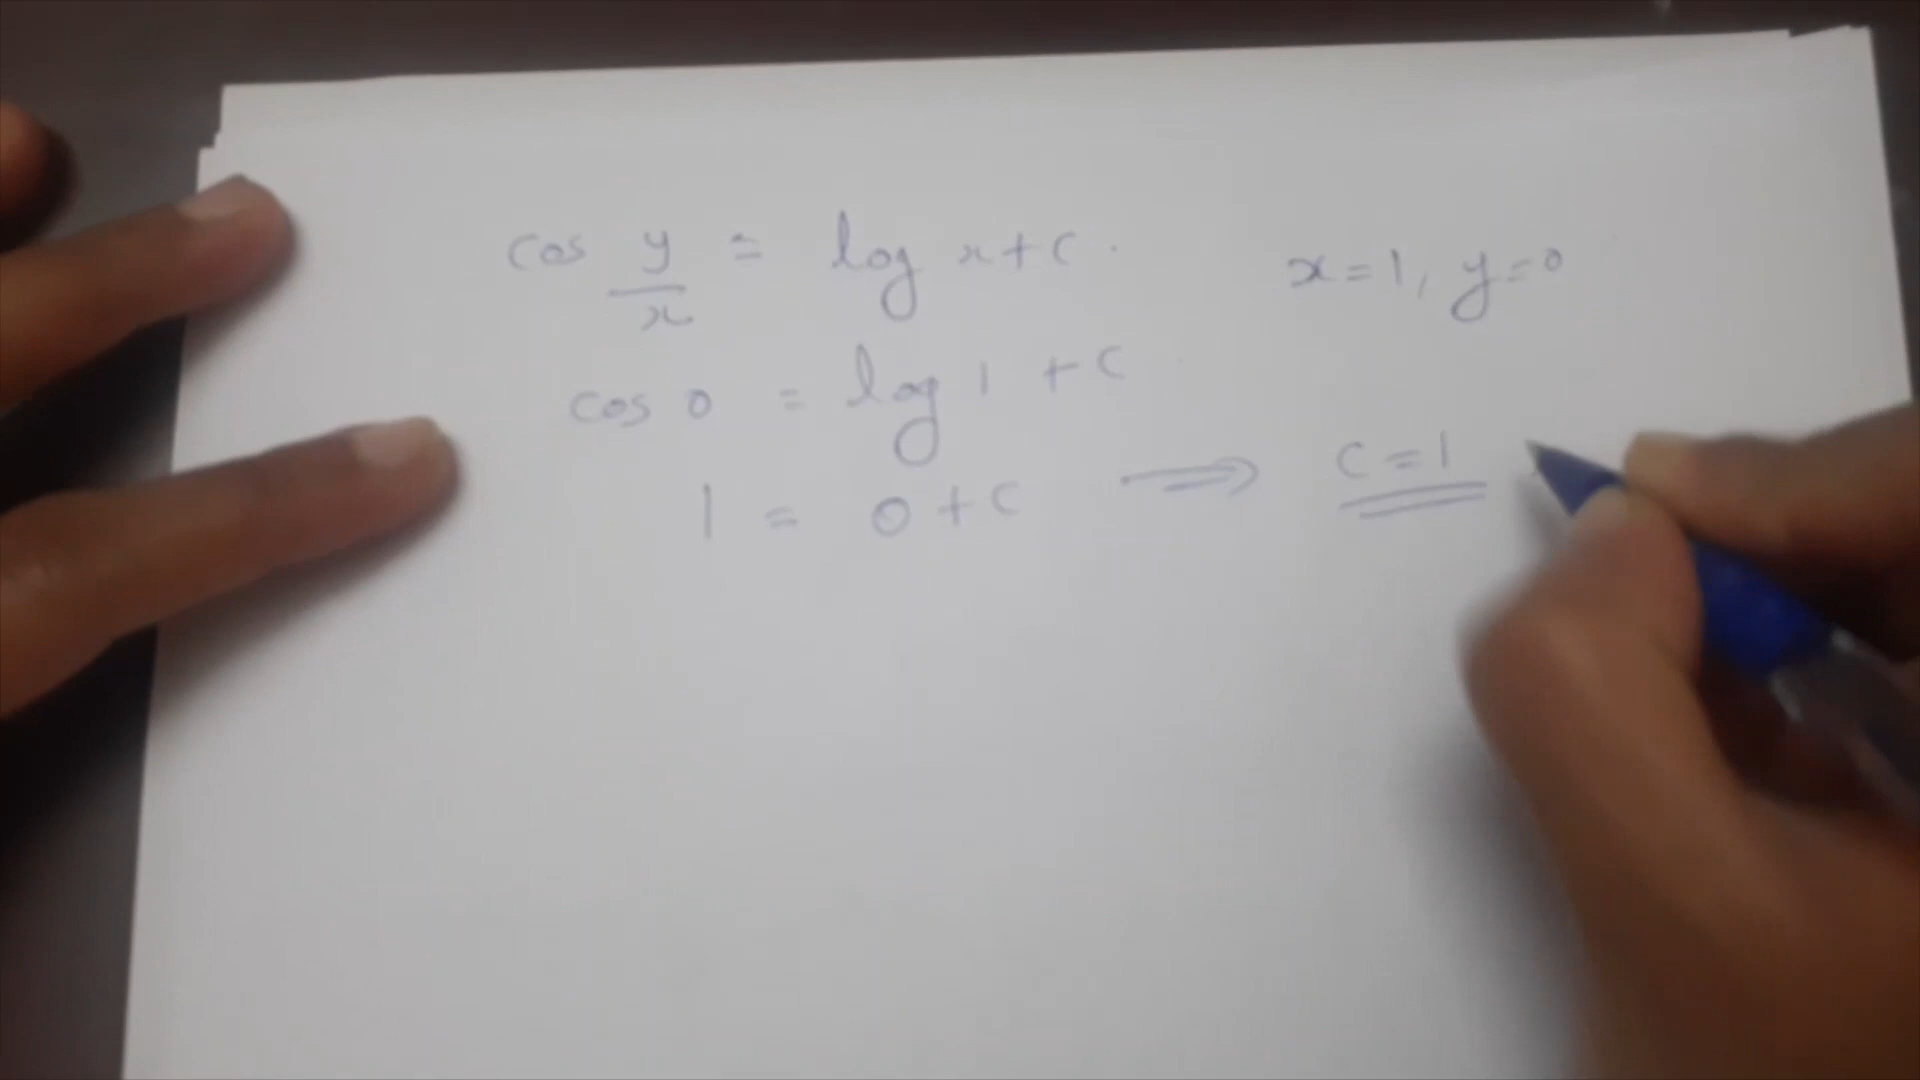 cos y/x = log x + c.
x = 1, y = 0
cos 0 = log 1 + c
1 = 0 + c ⟹ c = 1